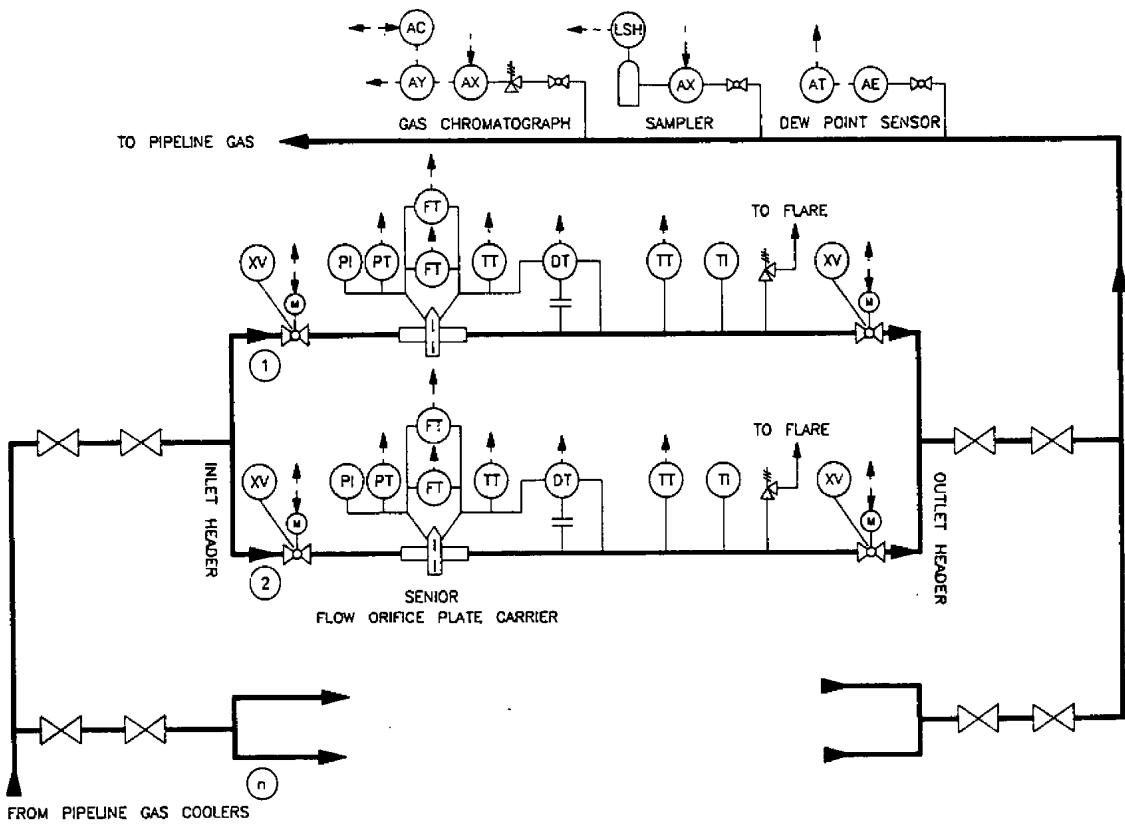 AC
LSH
AY
AX
AX
AT
AE
GAS CHROMATOGRAPH
SAMPLER
DEW POINT SENSOR
TO PIPELINE GAS
FT
TO FLARE
XV
PI
PT
FT
TT
DT
TT
TI
XV
M
M
1
FT
TO FLARE
INLET HEADER
XV
PI
PT
FT
TT
DT
TT
TI
XV
OUTLET HEADER
M
M
2
SENIOR
FLOW ORIFICE PLATE CARRIER
n
FROM PIPELINE GAS COOLERS